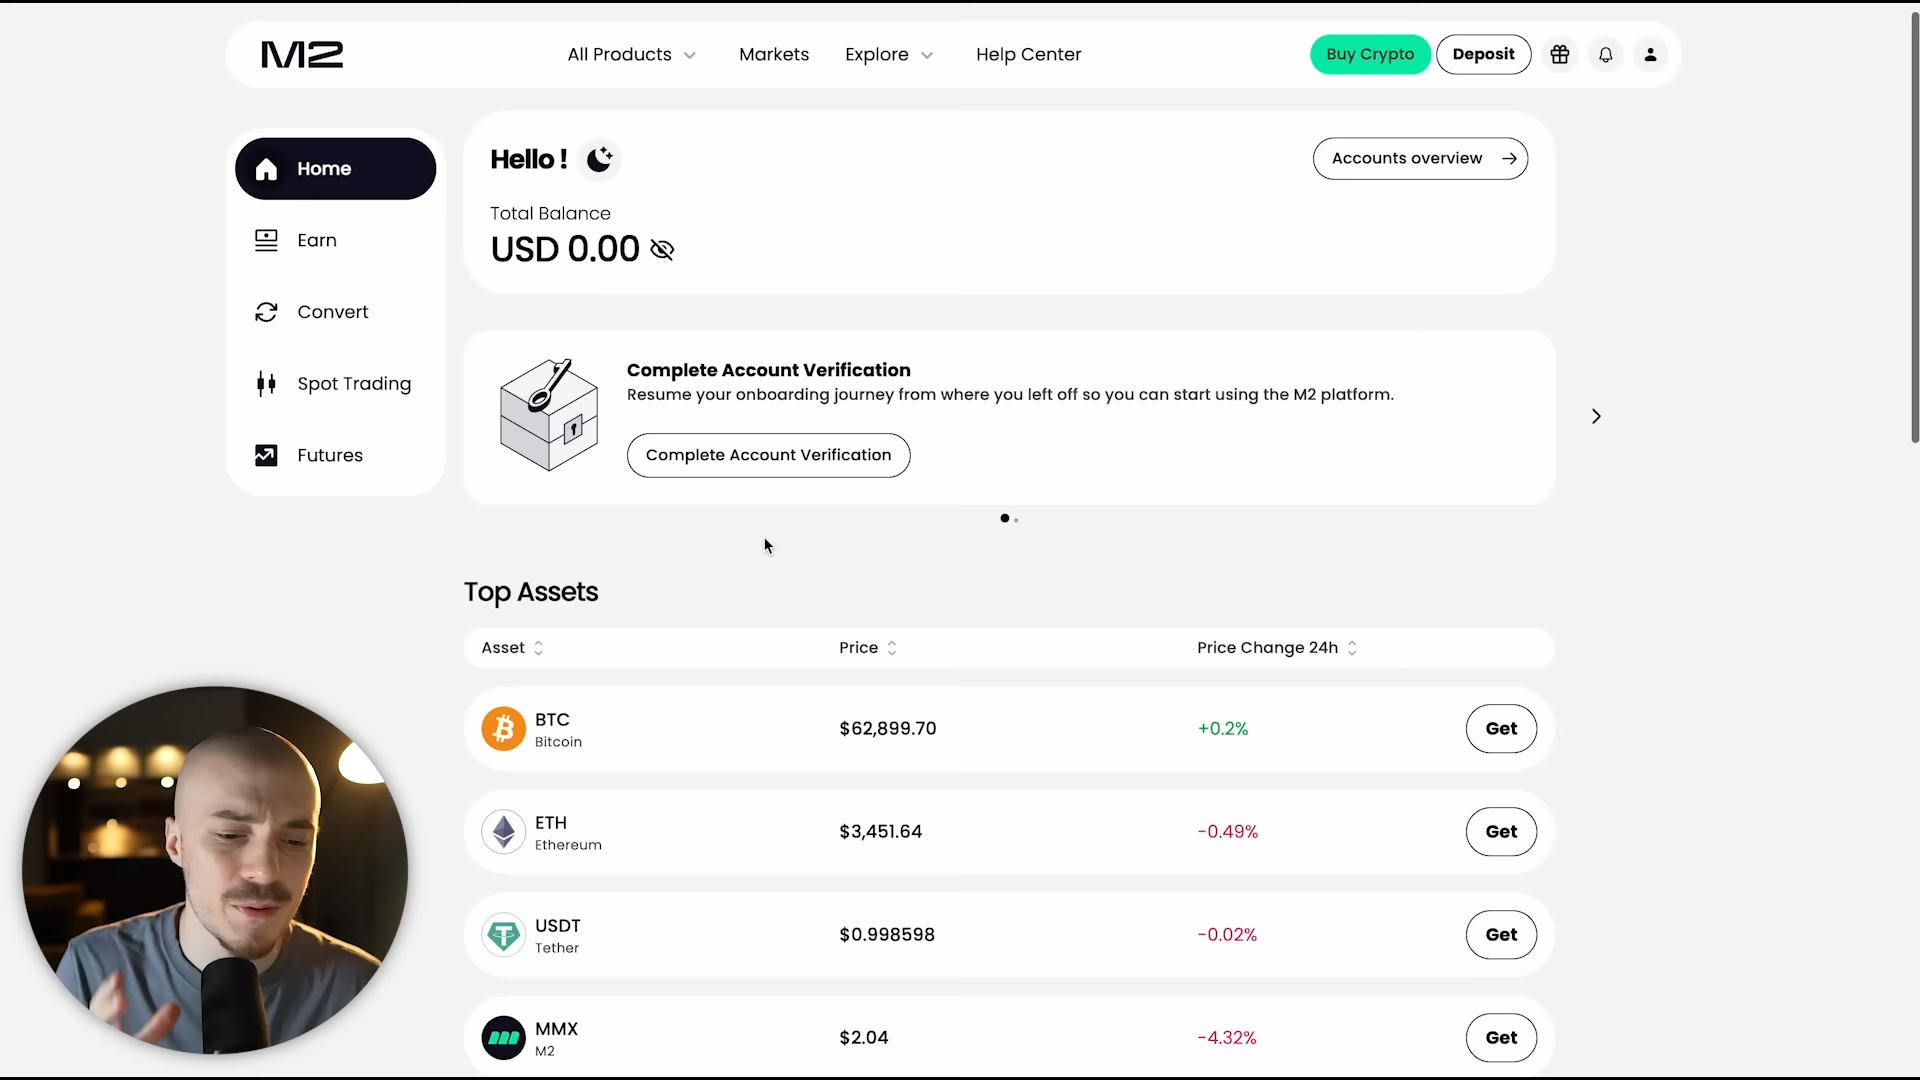 M2
All Products
Markets
Explore
Help Center
Buy Crypto
Deposit
Home
Earn
Convert
Spot Trading
Futures
Hello !
Accounts overview
Total Balance
USD 0.00
Complete Account Verification
Resume your onboarding journey from where you left off so you can start using the M2 platform.
Complete Account Verification
Top Assets
Asset
Price
Price Change 24h
BTC
Bitcoin
$62,899.70
+0.2%
Get
ETH
Ethereum
$3,451.64
-0.49%
Get
USDT
Tether
$0.998598
-0.02%
Get
MMX
M2
$2.04
-4.32%
Get